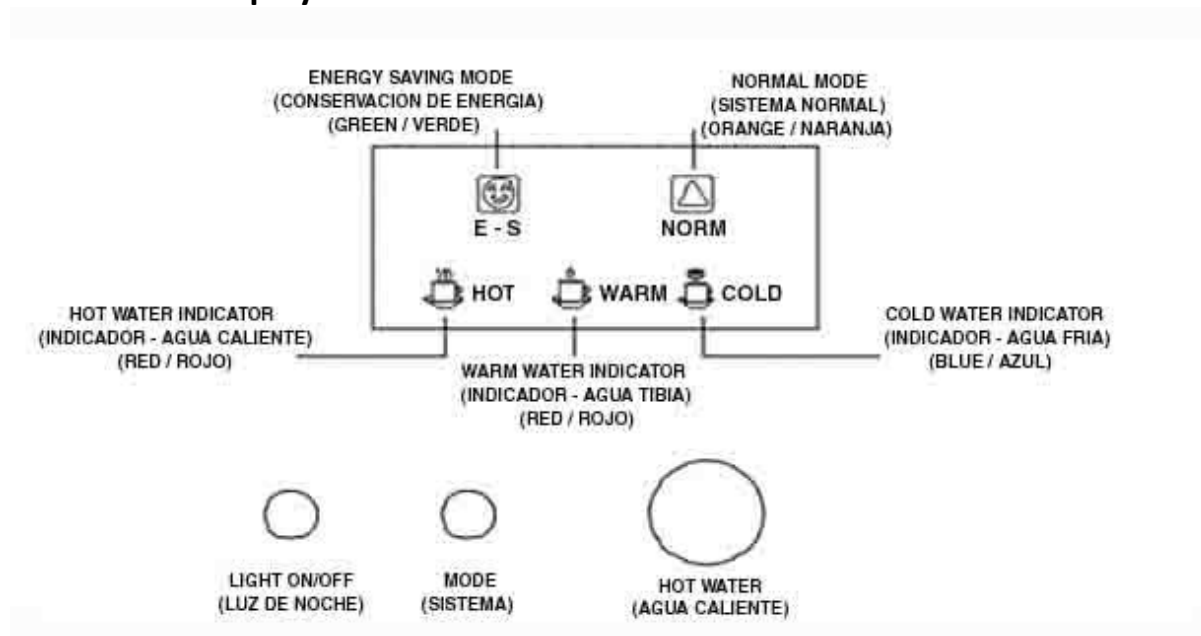 ENERGY SAVING MODE
(CONSERVACION DE ENERGIA)
(GREEN / VERDE)
NORMAL MODE
(SISTEMA NORMAL)
(ORANGE / NARANJA)
E - S
NORM
HOT
WARM
COLD
HOT WATER INDICATOR
(INDICADOR - AGUA CALIENTE)
(RED / ROJO)
WARM WATER INDICATOR
(INDICADOR - AGUA TIBIA)
(RED / ROJO)
COLD WATER INDICATOR
(INDICADOR - AGUA FRIA)
(BLUE / AZUL)
LIGHT ON/OFF
(LUZ DE NOCHE)
MODE
(SISTEMA)
HOT WATER
(AGUA CALIENTE)